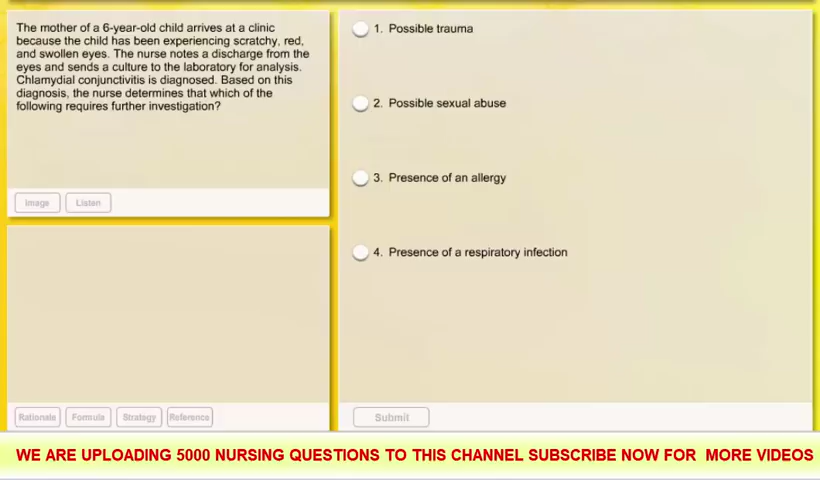 The mother of a 6-year-old child arrives at a clinic
because the child has been experiencing scratchy, red,
and swollen eyes. The nurse notes a discharge from the
eyes and sends a culture to the laboratory for analysis.
Chlamydial conjunctivitis is diagnosed. Based on this
diagnosis, the nurse determines that which of the
following requires further investigation?
Image Listen
Rationale Formula Strategy Reference
1. Possible trauma
2. Possible sexual abuse
3. Presence of an allergy
4. Presence of a respiratory infection
Submit
WE ARE UPLOADING 5000 NURSING QUESTIONS TO THIS CHANNEL SUBSCRIBE NOW FOR MORE VIDEOS